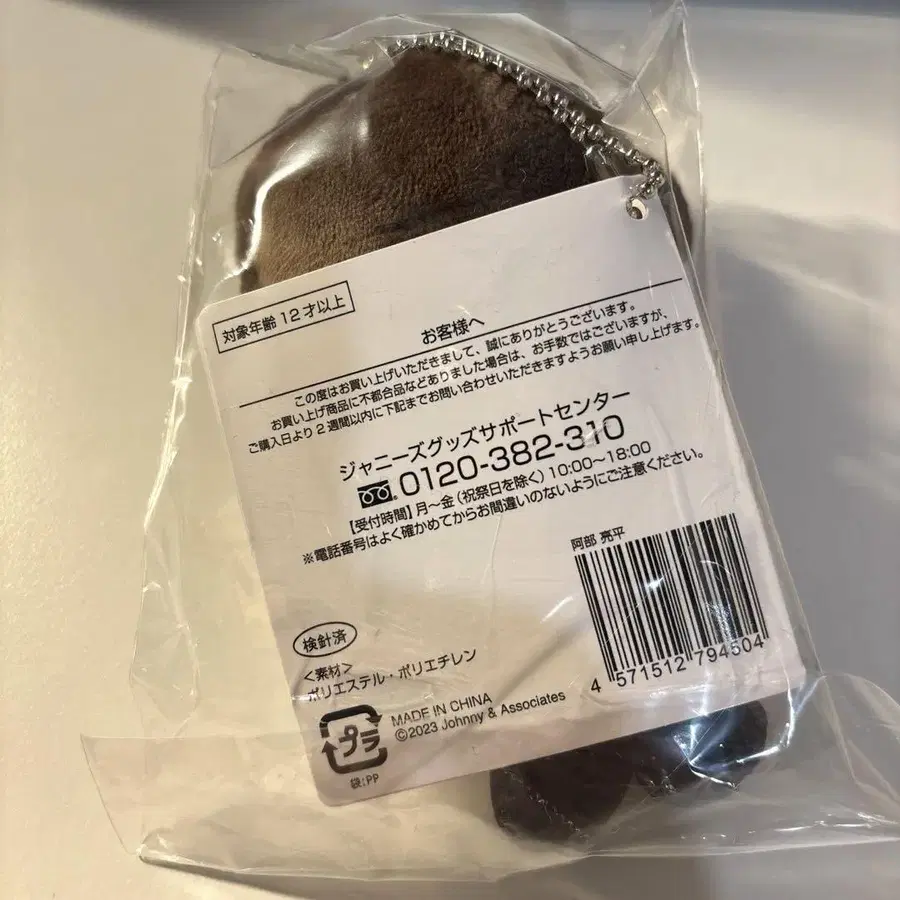 対象年齢 12才以上
お客様へ
この度はお買い上げいただきまして、誠にありがとうございます。
お買い上げ商品に不都合品などありました場合は、お手数ではございますが、
ご購入日より2週間以内に下記までお問い合わせいただきますようお願い申し上げます。
ジャニーズグッズサポートセンター
0120-382-310
【受付時間】月〜金(祝祭日を除く)10:00〜18:00
※電話番号はよく確かめてからお間違いのないようにご注意ください。
阿部 亮平
4 571512 794504
検針済
<素材>
ポリエステル・ポリエチレン
プラ
袋:PP
MADE IN CHINA
©2023 Johnny & Associates